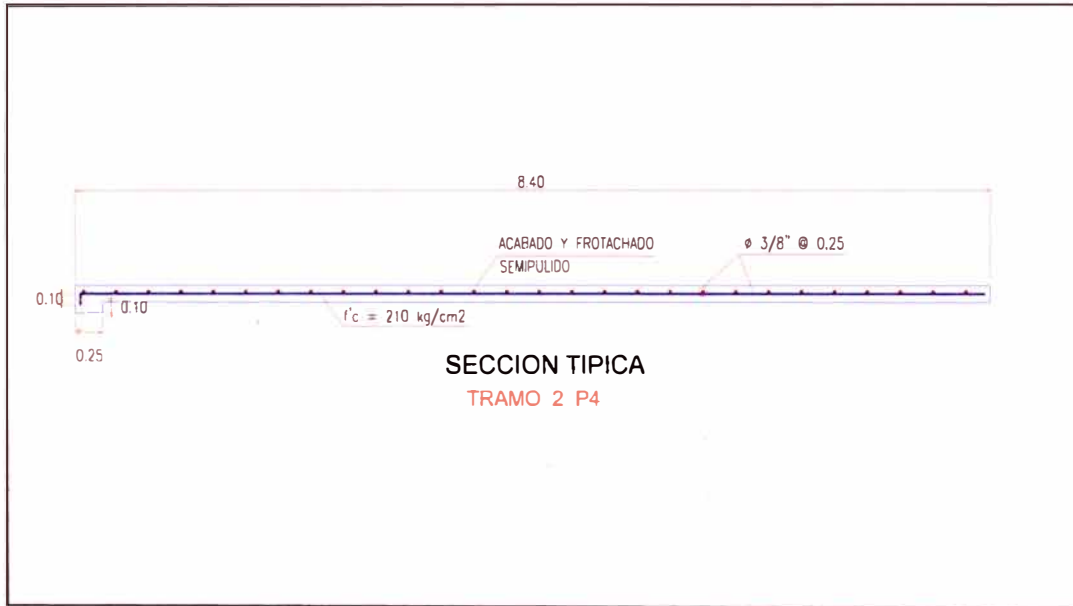 8.40
ACABADO Y FROTACHADO
SEMIPULIDO
ø 3/8" @ 0.25
0.10
0.10
f'c = 210 kg/cm2
0.25
SECCION TIPICA
TRAMO 2 P4